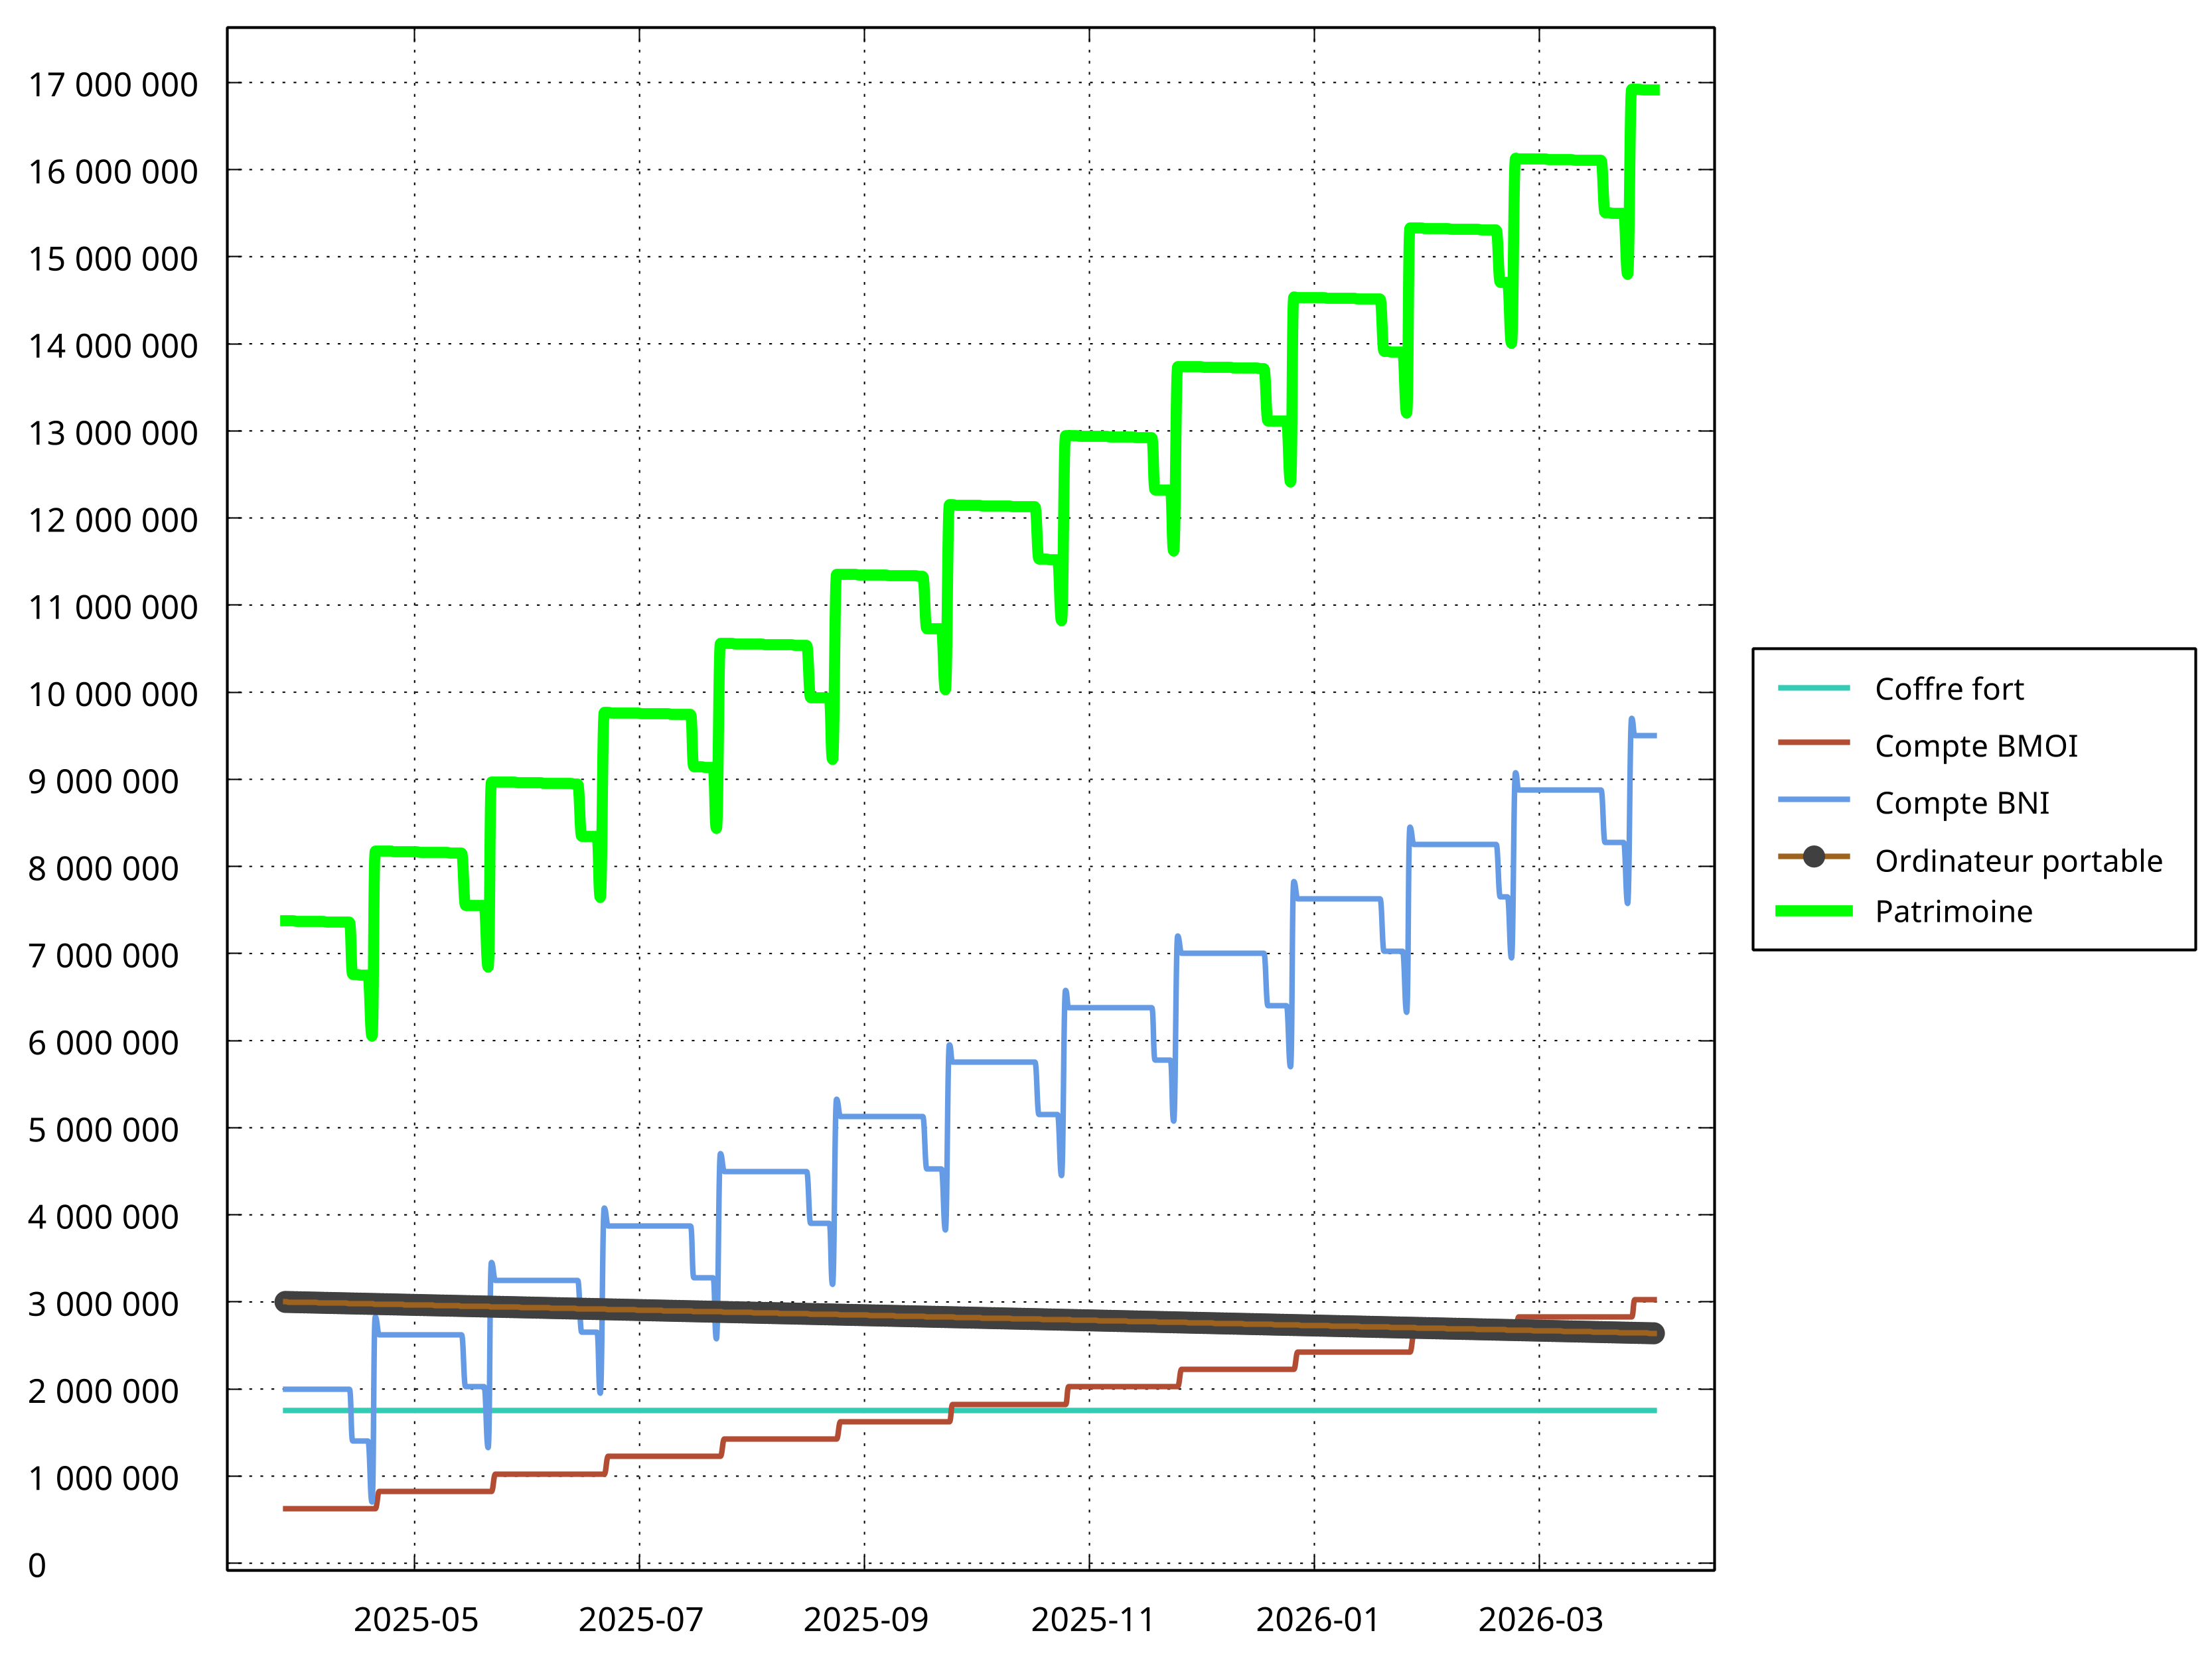 17 000 000
16 000 000
15 000 000
14 000 000
13 000 000
12 000 000
11 000 000
10 000 000
9 000 000
8 000 000
7 000 000
6 000 000
5 000 000
4 000 000
3 000 000
2 000 000
1 000 000
0
2025-05 2025-07 2025-09 2025-11 2026-01 2026-03
Coffre fort
Compte BMOI
Compte BNI
Ordinateur portable
Patrimoine